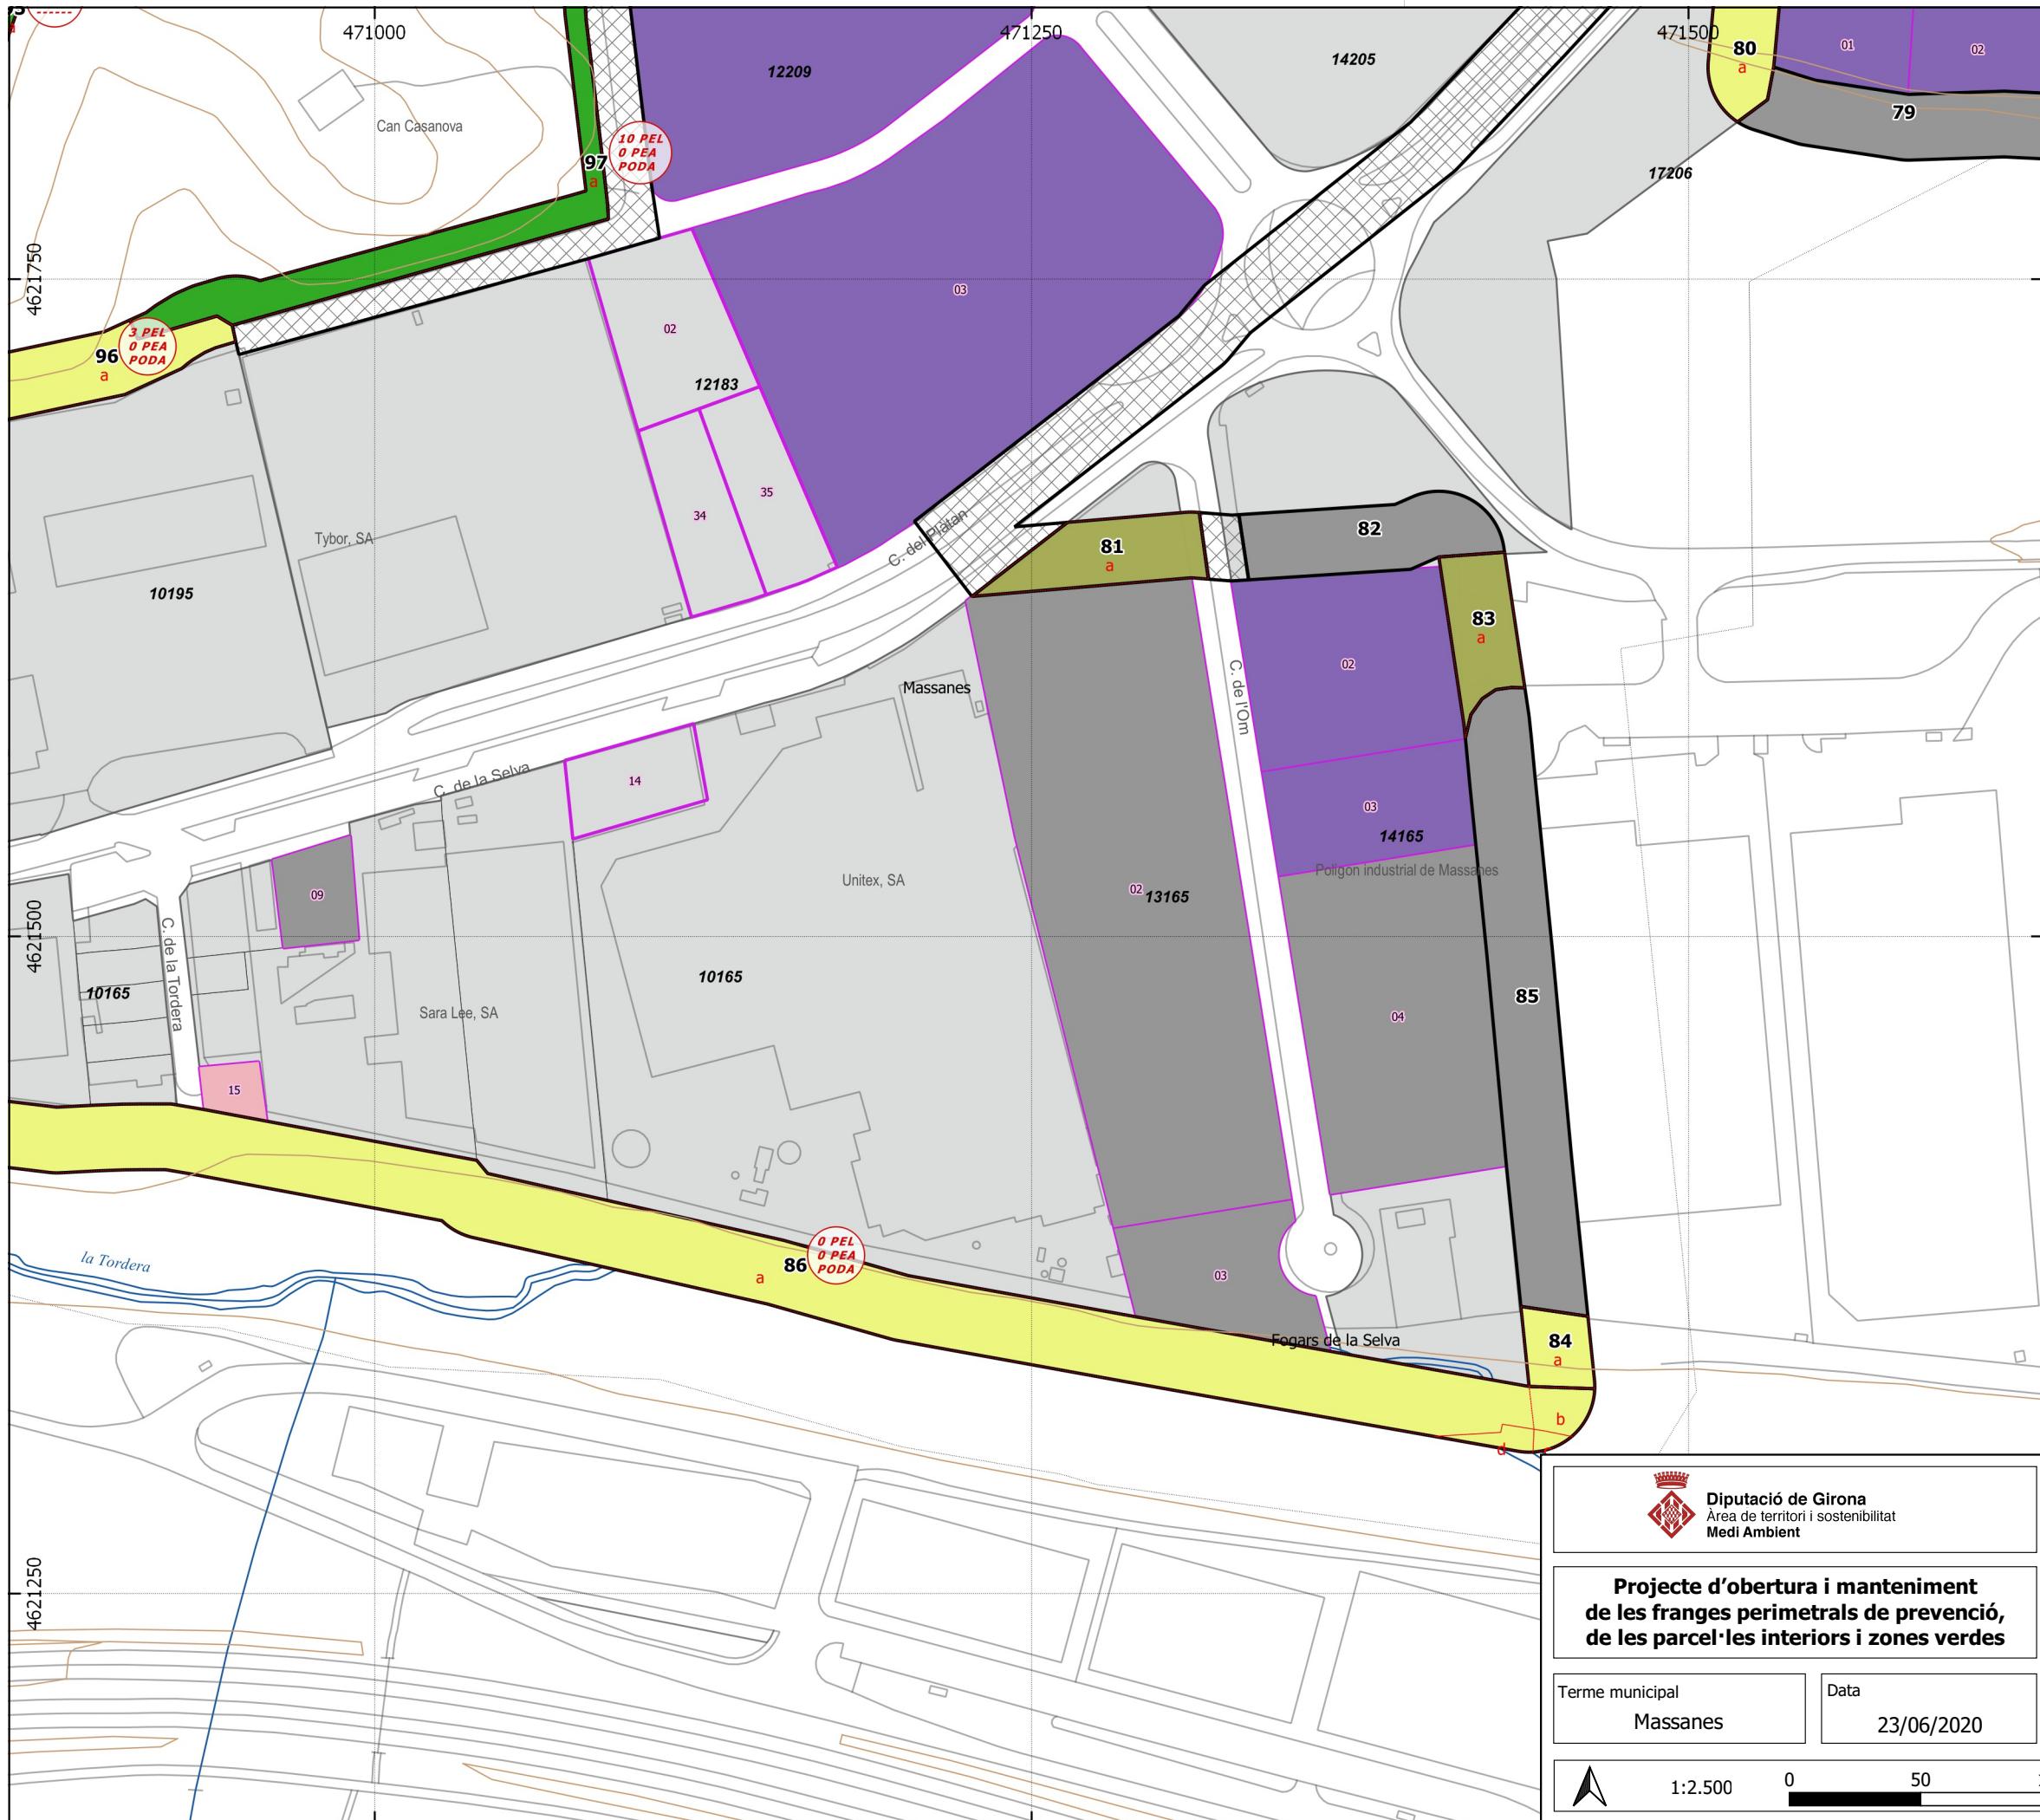 471000
471250
471500
12209
14205
80
a
01
02
79
Can Casanova
10 PEL
0 PEA
PODA
97
a
17206
4621750
03
02
3 PEL
0 PEA
PODA
96
a
12183
35
34
C. del Plàtan
82
81
a
Tybor, SA
10195
83
a
02
C. de l'Om
Massanes
14
C. de la Selva
03
14165
Polígon industrial de Massanes
Unitex, SA
02
13165
09
4621500
C. de la Tordera
10165
10165
85
Sara Lee, SA
04
15
0 PEL
0 PEA
PODA
86
a
la Tordera
03
Fogars de la Selva
84
a
b
d
4621250
Diputació de Girona
Àrea de territori i sostenibilitat
Medi Ambient
Projecte d'obertura i manteniment
de les franges perimetrals de prevenció,
de les parcel·les interiors i zones verdes
Terme municipal
Massanes
Data
23/06/2020
1:2.500
0
50